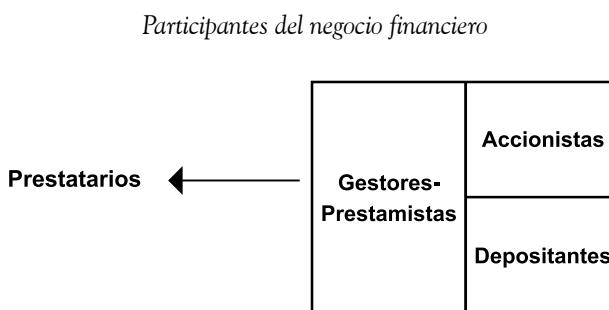 Participantes del negocio financiero
Prestatarios
Gestores-
Prestamistas
Accionistas
Depositantes